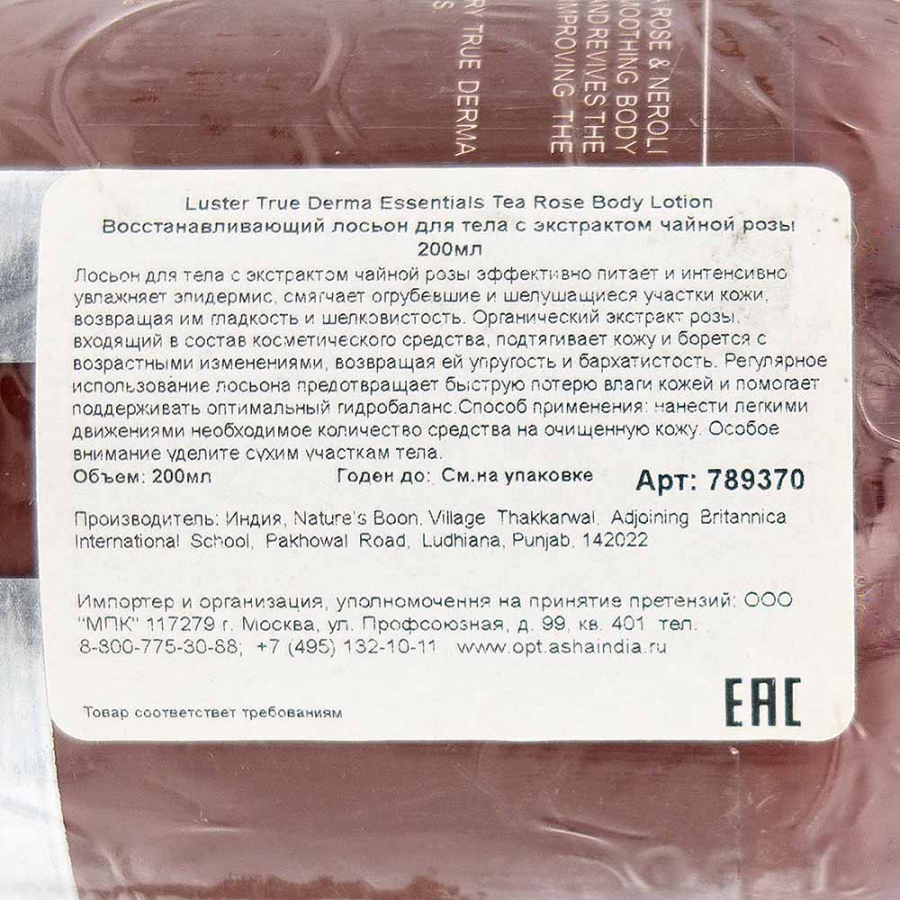 ROSE & NEROLI
MOOTHING BODY
AND REVIVES THE
MPROVING THE
RY TRUE DERMA
S
Luster True Derma Essentials Tea Rose Body Lotion
Восстанавливающий лосьон для тела с экстрактом чайной розы
200мл
Лосьон для тела с экстрактом чайной розы эффективно питает и интенсивно
увлажняет эпидермис, смягчает огрубевшие и шелушащиеся участки кожи,
возвращая им гладкость и шелковистость. Органический экстракт розы,
входящий в состав косметического средства, подтягивает кожу и борется с
возрастными изменениями, возвращая ей упругость и бархатистость. Регулярное
использование лосьона предотвращает быструю потерю влаги кожей и помогает
поддерживать оптимальный гидробаланс.Способ применения: нанести легкими
движениями необходимое количество средства на очищенную кожу. Особое
внимание уделите сухим участкам тела.
Объем: 200мл Годен до: См.на упаковке Арт: 789370
Производитель: Индия, Nature's Boon, Village Thakkarwal, Adjoining Britannica
International School, Pakhowal Road, Ludhiana, Punjab, 142022
Импортер и организация, уполномочена на принятие претензий: ООО
"МПК" 117279 г. Москва, ул. Профсоюзная, д. 99, кв. 401 тел.
8-800-775-30-88; +7 (495) 132-10-11 www.opt.ashaindia.ru
Товар соответствует требованиям
EAC